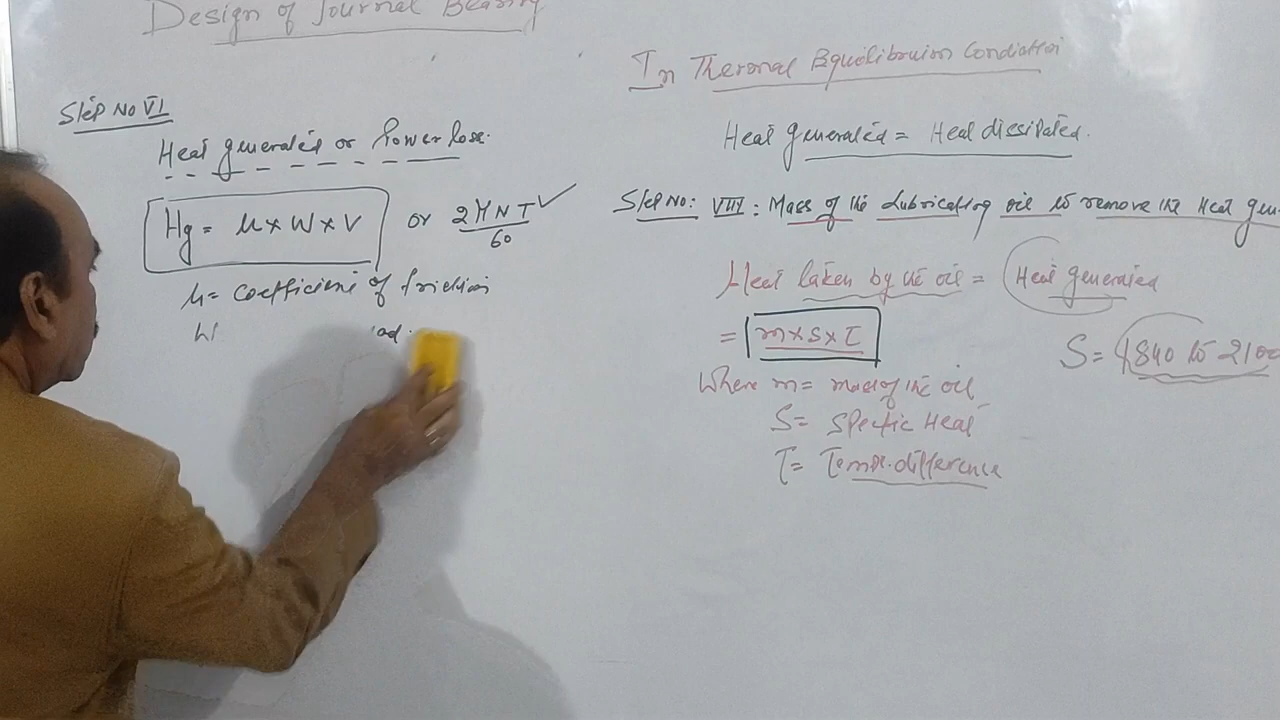 Design of Journal Bearing
Step No VI
Heat generated or Power loss.
Hg = μ×W×V or 2πNT/60 ✓
μ = coefficient of friction
In Thermal Equilibrium Condiation
Heat generated = Heat dissipated.
Step No: VIII : Mass of the Lubricating oil to remove the Heat gen
Heat taken by the oil = Heat generated
= m×S×T
S = 1840 to 2100
Where m = mass of the oil
S = Specific Heat
T = Temp. difference